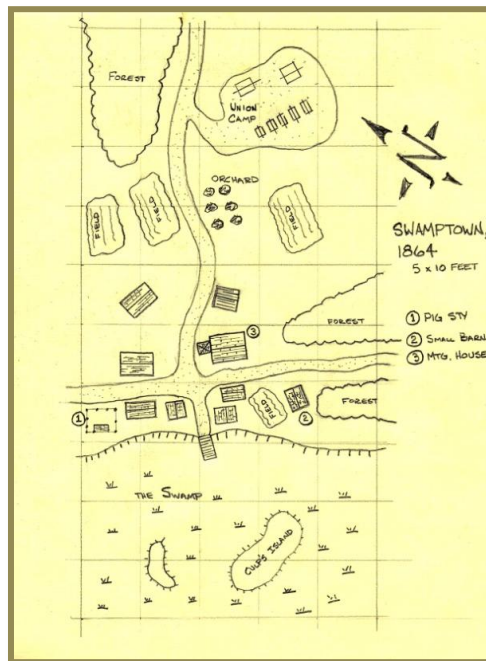 FOREST
UNION
CAMP
ORCHARD
FIELD
FIELD
FIELD
N
SWAMPTOWN,
1864
5 x 10 FEET
FOREST
① PIG STY
② SMALL BARN
③ MTG. HOUSE
③
FOREST
①
FIELD
②
THE SWAMP
CULP'S ISLAND